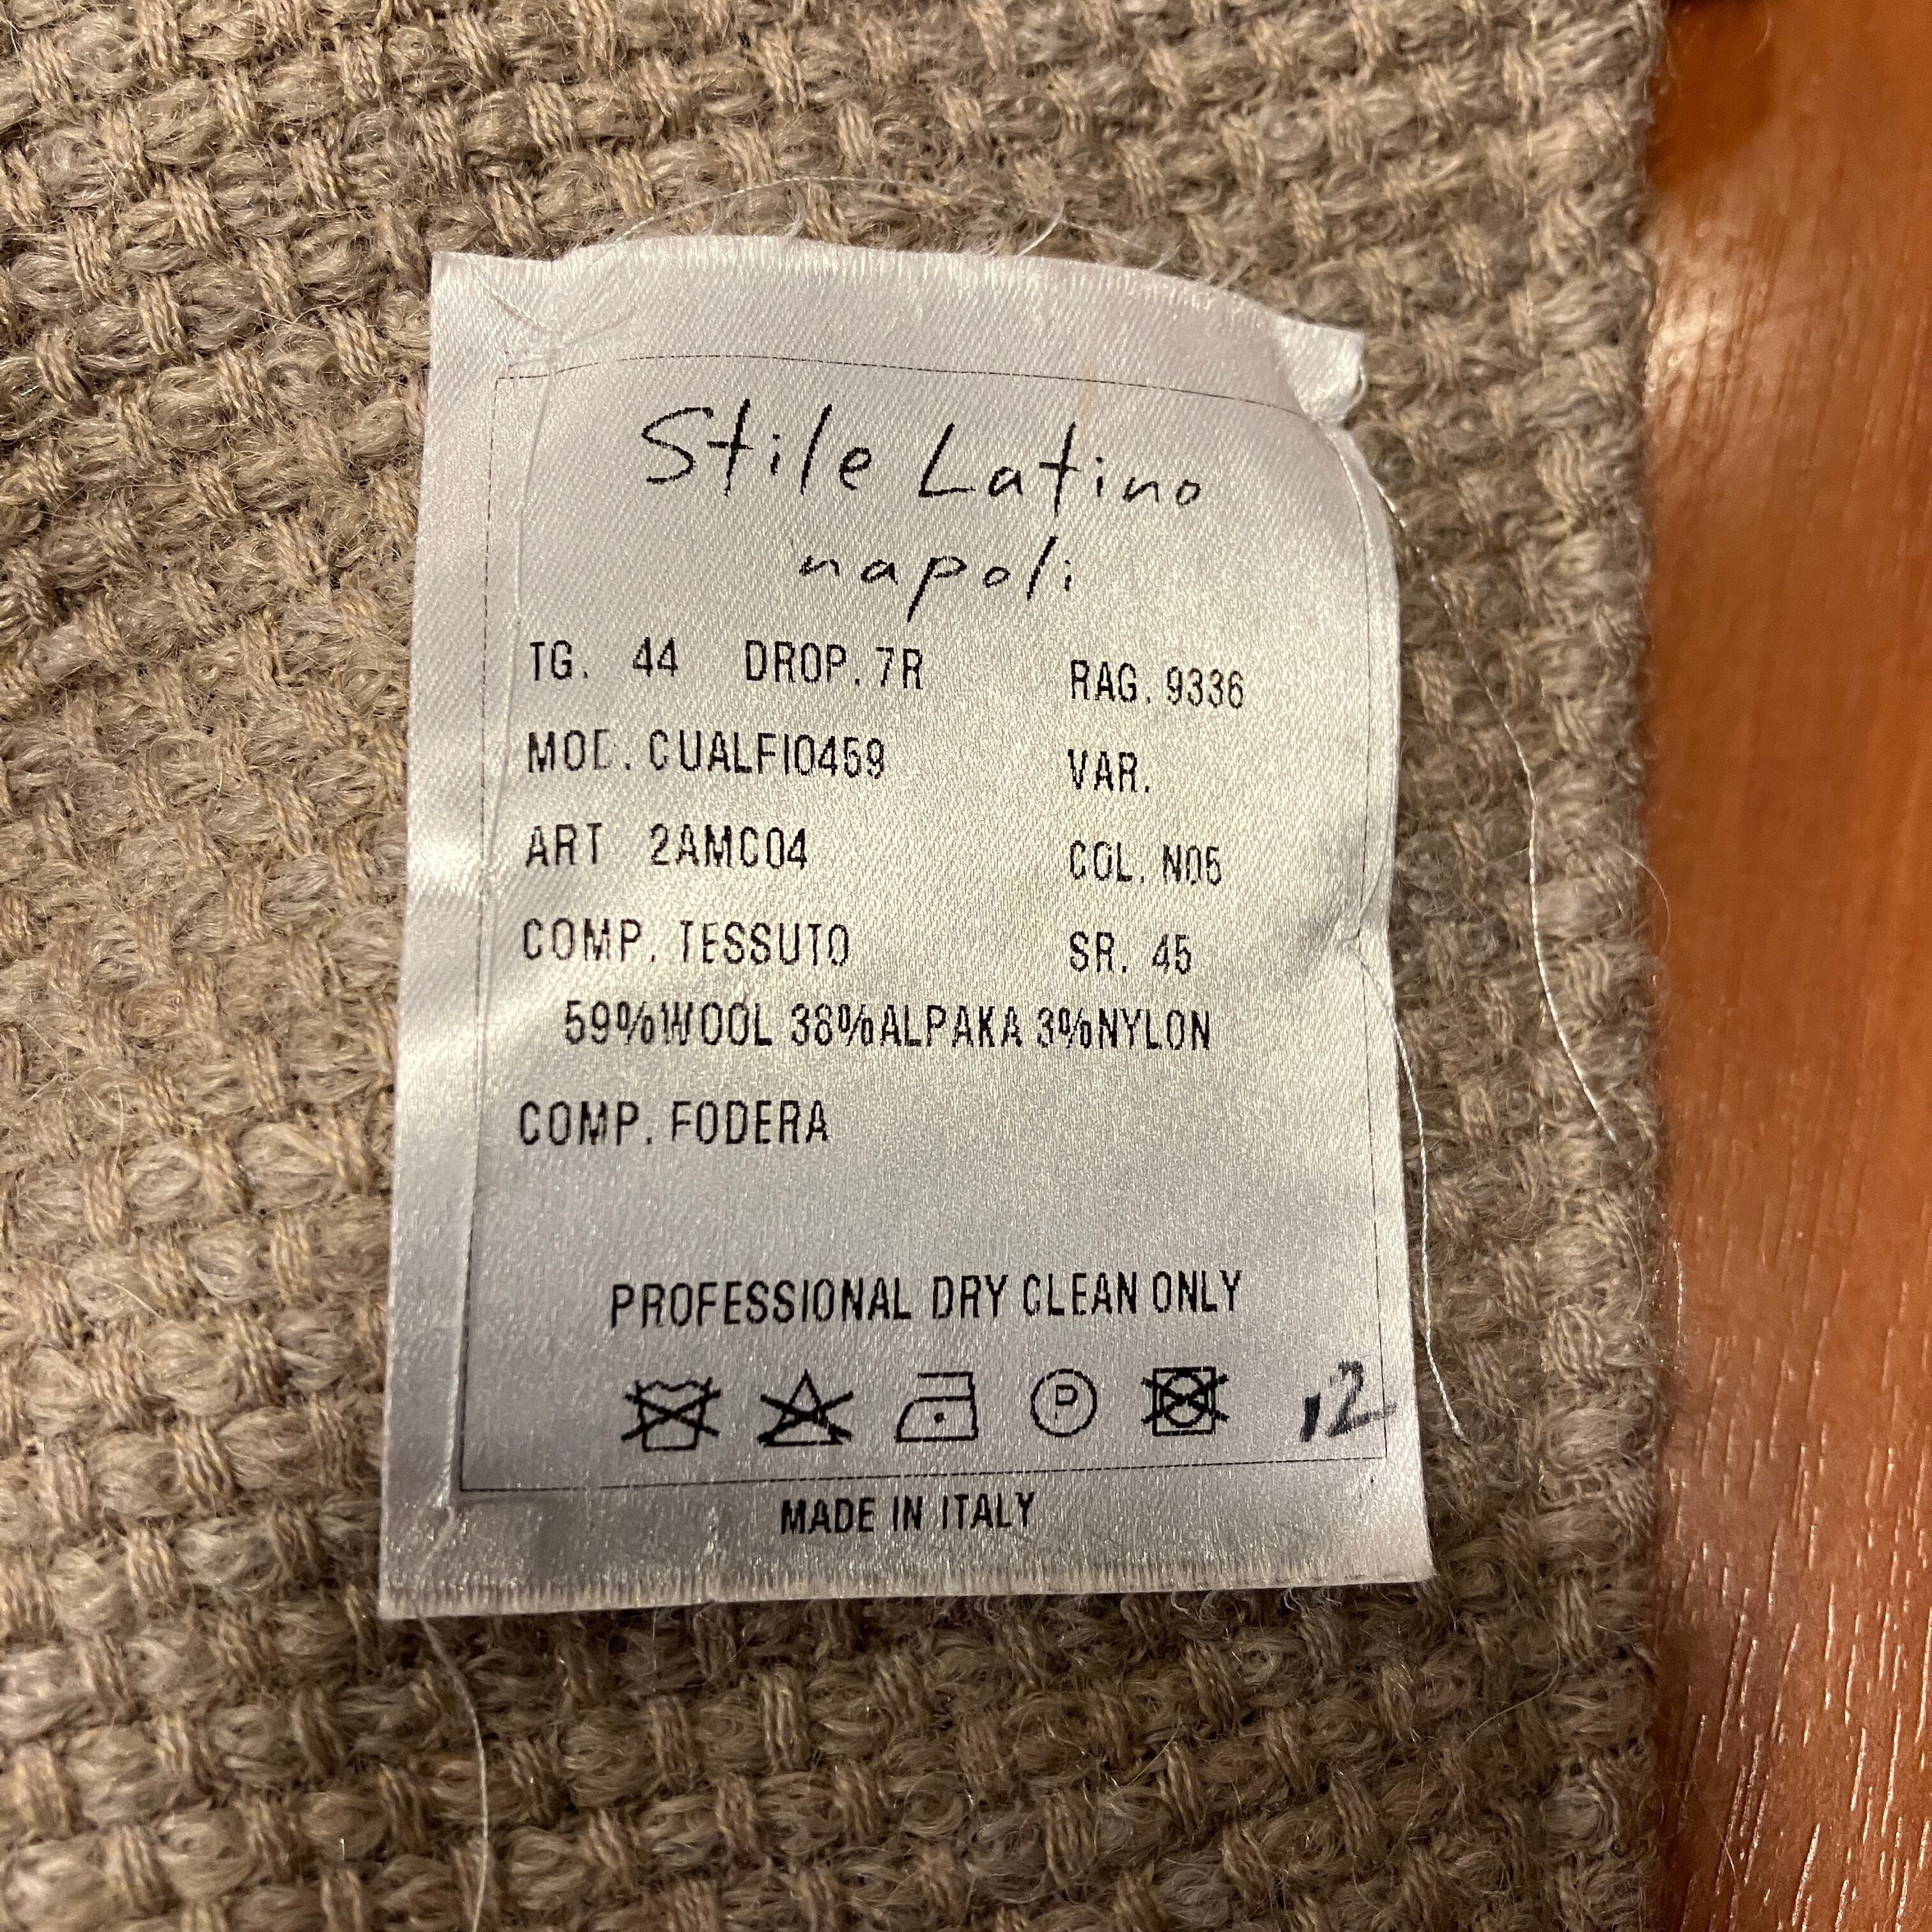 Stile Latino
napoli
TG. 44 DROP. 7R RAG. 9336
MOD. CUALFIO459 VAR.
ART 2AMC04 COL. N05
COMP. TESSUTO SR. 45
59%WOOL 38%ALPAKA 3%NYLON
COMP. FODERA
PROFESSIONAL DRY CLEAN ONLY
P 12
MADE IN ITALY